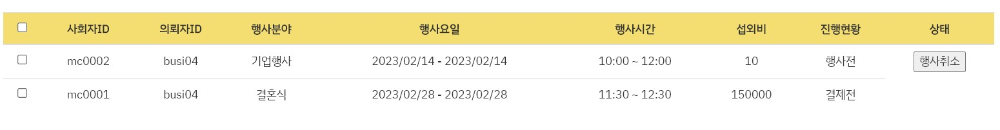 사회자ID 의뢰자ID 행사분야 행사요일 행사시간 섭외비 진행현황 상태
mc0002 busi04 기업행사 2023/02/14 - 2023/02/14 10:00 ~ 12:00 10 행사전 행사취소
mc0001 busi04 결혼식 2023/02/28 - 2023/02/28 11:30 ~ 12:30 150000 결제전